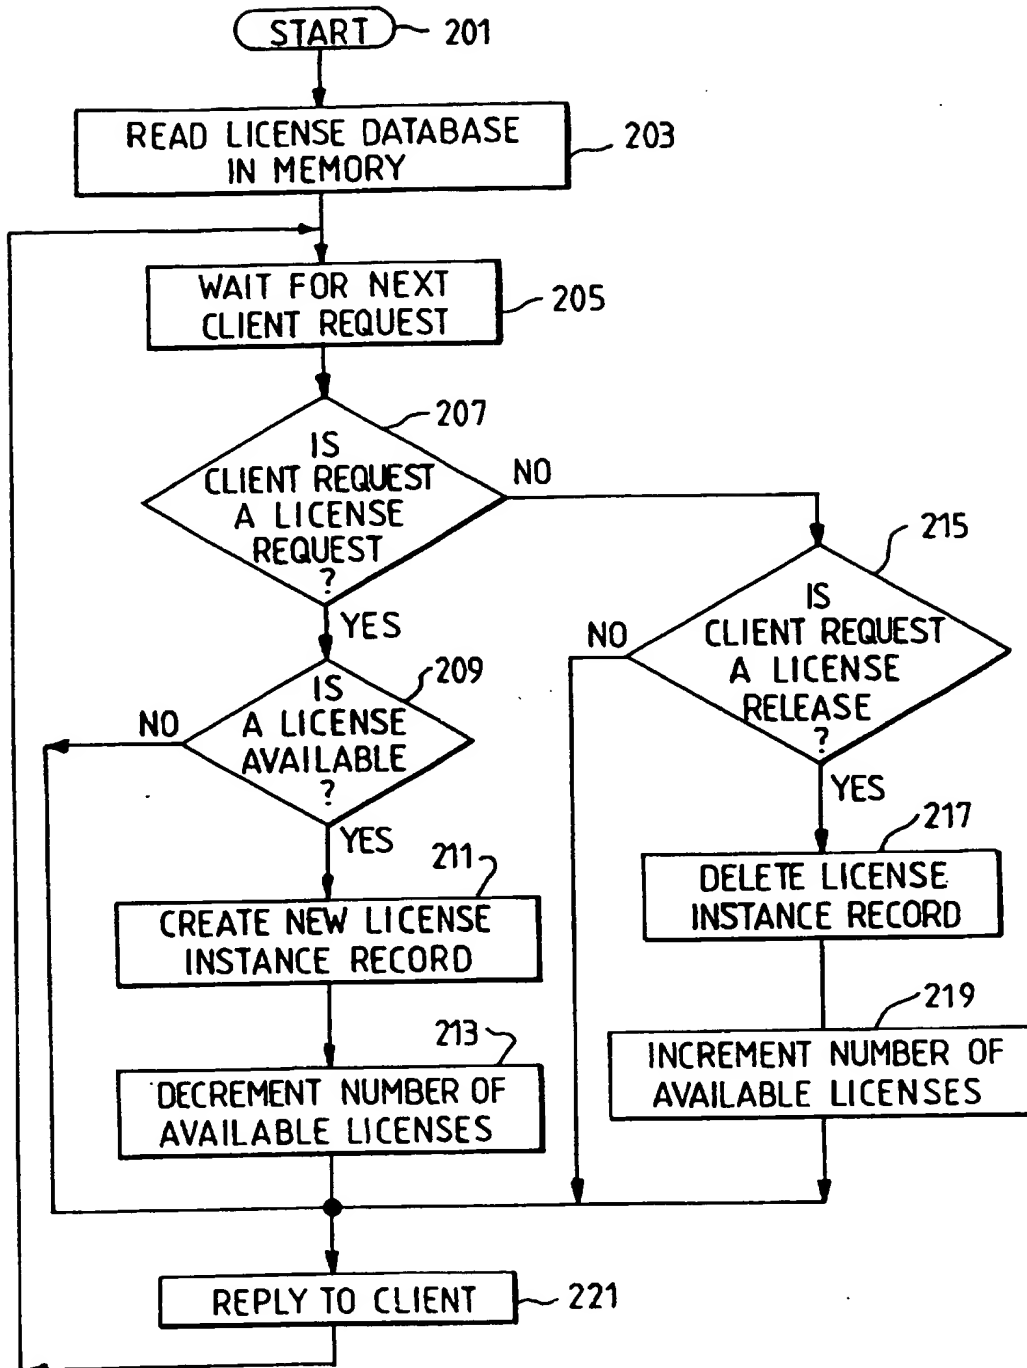 START
201
READ LICENSE DATABASE
IN MEMORY
203
WAIT FOR NEXT
CLIENT REQUEST
205
207
IS
CLIENT REQUEST
A LICENSE
REQUEST
?
NO
YES
215
IS
CLIENT REQUEST
A LICENSE
RELEASE
?
NO
YES
209
IS
A LICENSE
AVAILABLE
?
NO
YES
211
CREATE NEW LICENSE
INSTANCE RECORD
217
DELETE LICENSE
INSTANCE RECORD
213
DECREMENT NUMBER OF
AVAILABLE LICENSES
219
INCREMENT NUMBER OF
AVAILABLE LICENSES
REPLY TO CLIENT
221